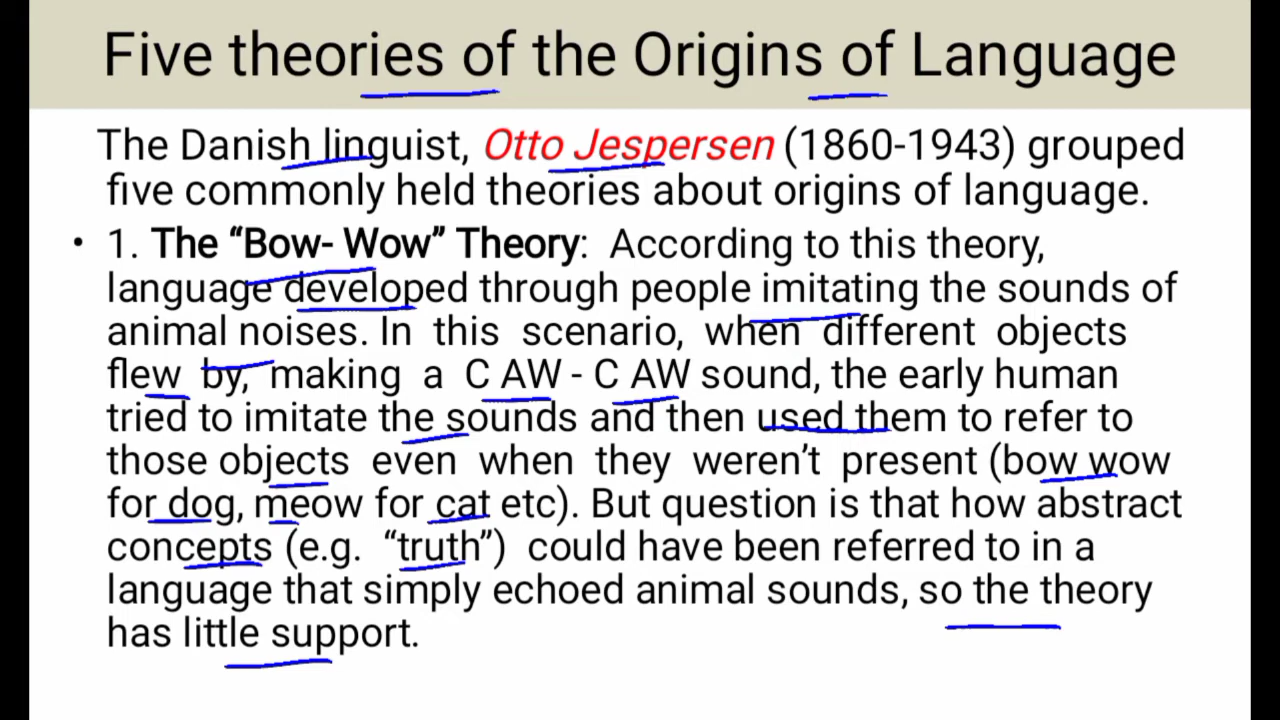 Five theories of the Origins of Language
The Danish linguist, Otto Jespersen (1860-1943) grouped
five commonly held theories about origins of language.
• 1. The “Bow- Wow” Theory: According to this theory,
language developed through people imitating the sounds of
animal noises. In this scenario, when different objects
flew by, making a C AW - C AW sound, the early human
tried to imitate the sounds and then used them to refer to
those objects even when they weren’t present (bow wow
for dog, meow for cat etc). But question is that how abstract
concepts (e.g. “truth”) could have been referred to in a
language that simply echoed animal sounds, so the theory
has little support.